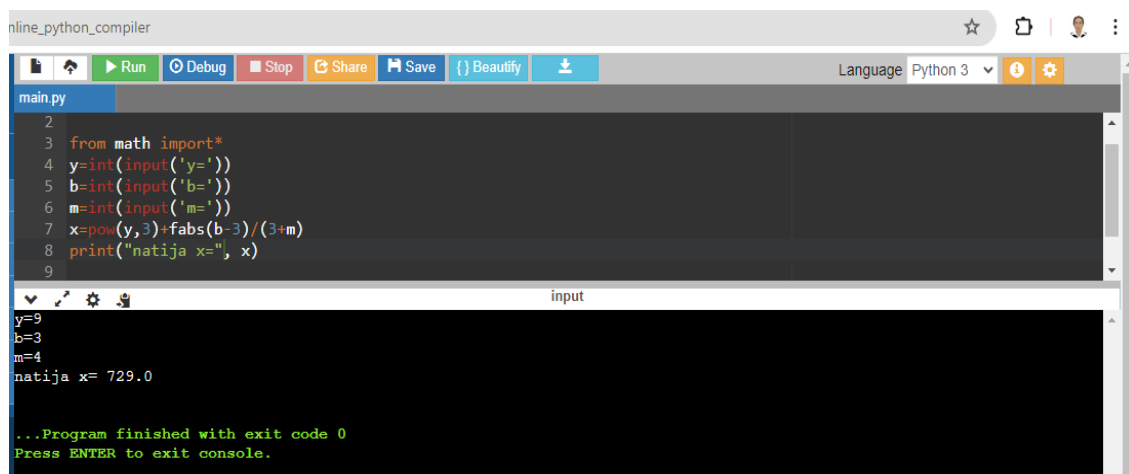 nline_python_compiler
Run Debug Stop Share Save {} Beautify Language Python 3
main.py
2
3 from math import*
4 y=int(input('y='))
5 b=int(input('b='))
6 m=int(input('m='))
7 x=pow(y,3)+fabs(b-3)/(3+m)
8 print("natija x=", x)
9
input
y=9
b=3
m=4
natija x= 729.0
...Program finished with exit code 0
Press ENTER to exit console.